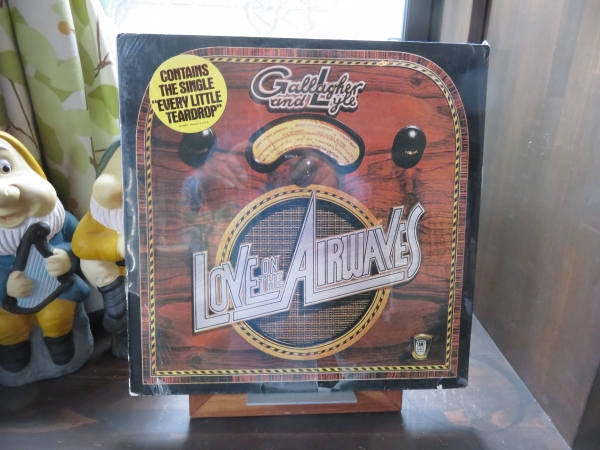 CONTAINS
THE SINGLE
"EVERY LITTLE
TEARDROP"
Gallagher
and Lyle
LOVE ON THE AIRWAVES